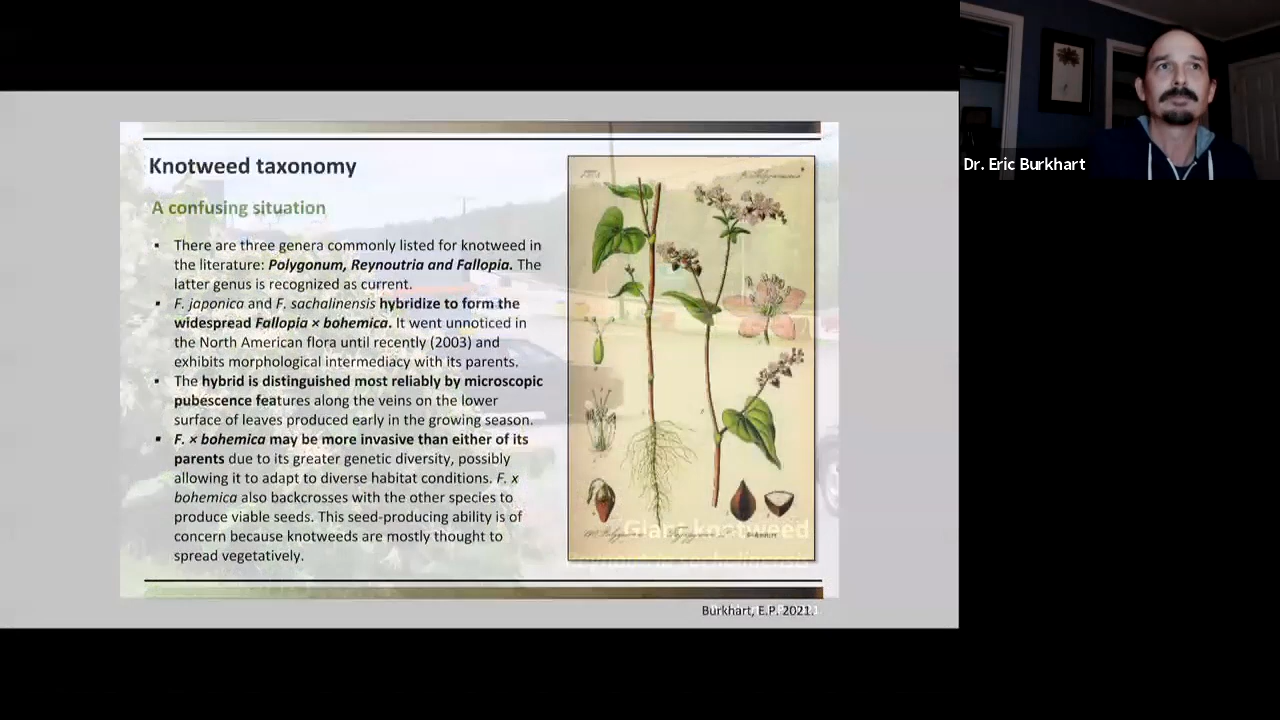 Dr. Eric Burkhart
Knotweed taxonomy
A confusing situation
▪ There are three genera commonly listed for knotweed in
the literature: Polygonum, Reynoutria and Fallopia. The
latter genus is recognized as current.
▪ F. japonica and F. sachalinensis hybridize to form the
widespread Fallopia × bohemica. It went unnoticed in
the North American flora until recently (2003) and
exhibits morphological intermediacy with its parents.
▪ The hybrid is distinguished most reliably by microscopic
pubescence features along the veins on the lower
surface of leaves produced early in the growing season.
▪ F. × bohemica may be more invasive than either of its
parents due to its greater genetic diversity, possibly
allowing it to adapt to diverse habitat conditions. F. x
bohemica also backcrosses with the other species to
produce viable seeds. This seed-producing ability is of
concern because knotweeds are mostly thought to
spread vegetatively.
Giant knotweed
Burkhart, E.P. 2021.